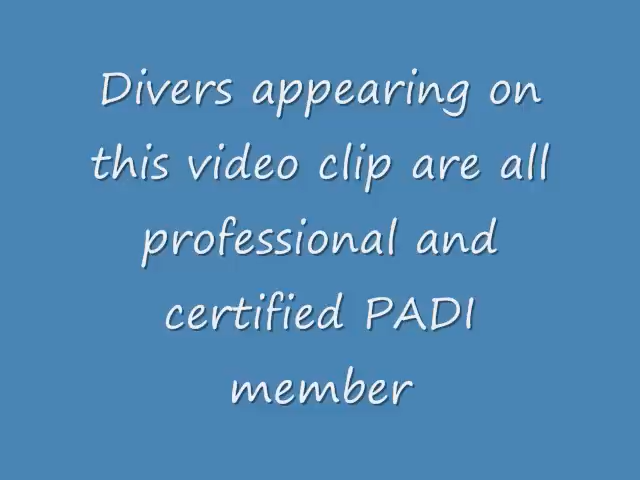 Divers appearing on
this video clip are all
professional and
certified PADI
member